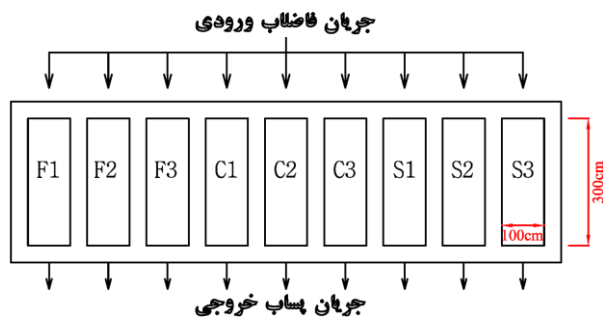 جریان فاضلاب ورودی
F1 F2 F3 C1 C2 C3 S1 S2 S3
300cm
100cm
جریان پساب خروجی